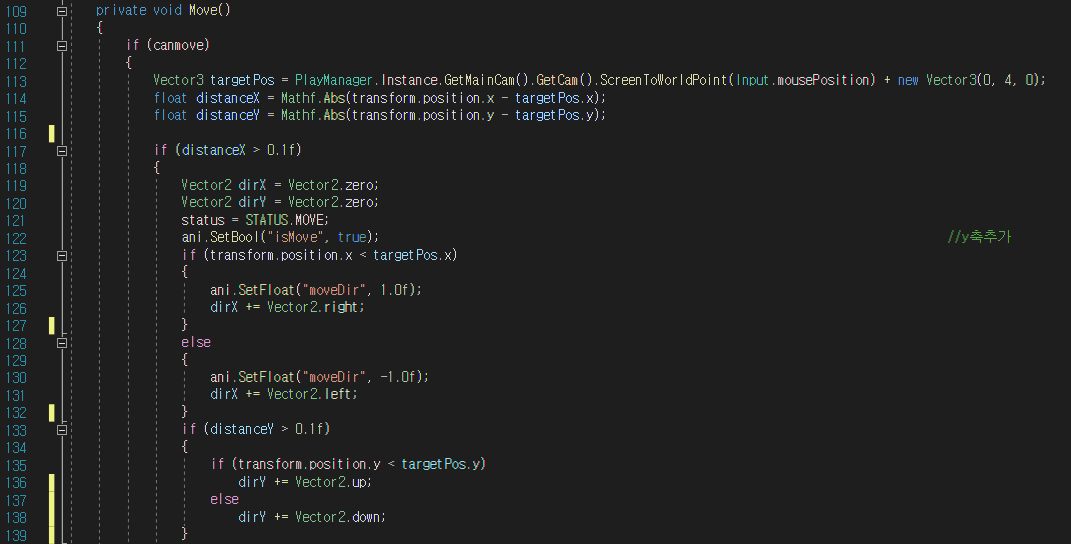 109 private void Move()
110 {
111 if (canmove)
112 {
113 Vector3 targetPos = PlayManager.Instance.GetMainCam().GetCam().ScreenToWorldPoint(Input.mousePosition) + new Vector3(0, 4, 0);
114 float distanceX = Mathf.Abs(transform.position.x - targetPos.x);
115 float distanceY = Mathf.Abs(transform.position.y - targetPos.y);
116
117 if (distanceX > 0.1f)
118 {
119 Vector2 dirX = Vector2.zero;
120 Vector2 dirY = Vector2.zero;
121 status = STATUS.MOVE;
122 ani.SetBool("isMove", true); //y축추가
123 if (transform.position.x < targetPos.x)
124 {
125 ani.SetFloat("moveDir", 1.0f);
126 dirX += Vector2.right;
127 }
128 else
129 {
130 ani.SetFloat("moveDir", -1.0f);
131 dirX += Vector2.left;
132 }
133 if (distanceY > 0.1f)
134 {
135 if (transform.position.y < targetPos.y)
136 dirY += Vector2.up;
137 else
138 dirY += Vector2.down;
139 }